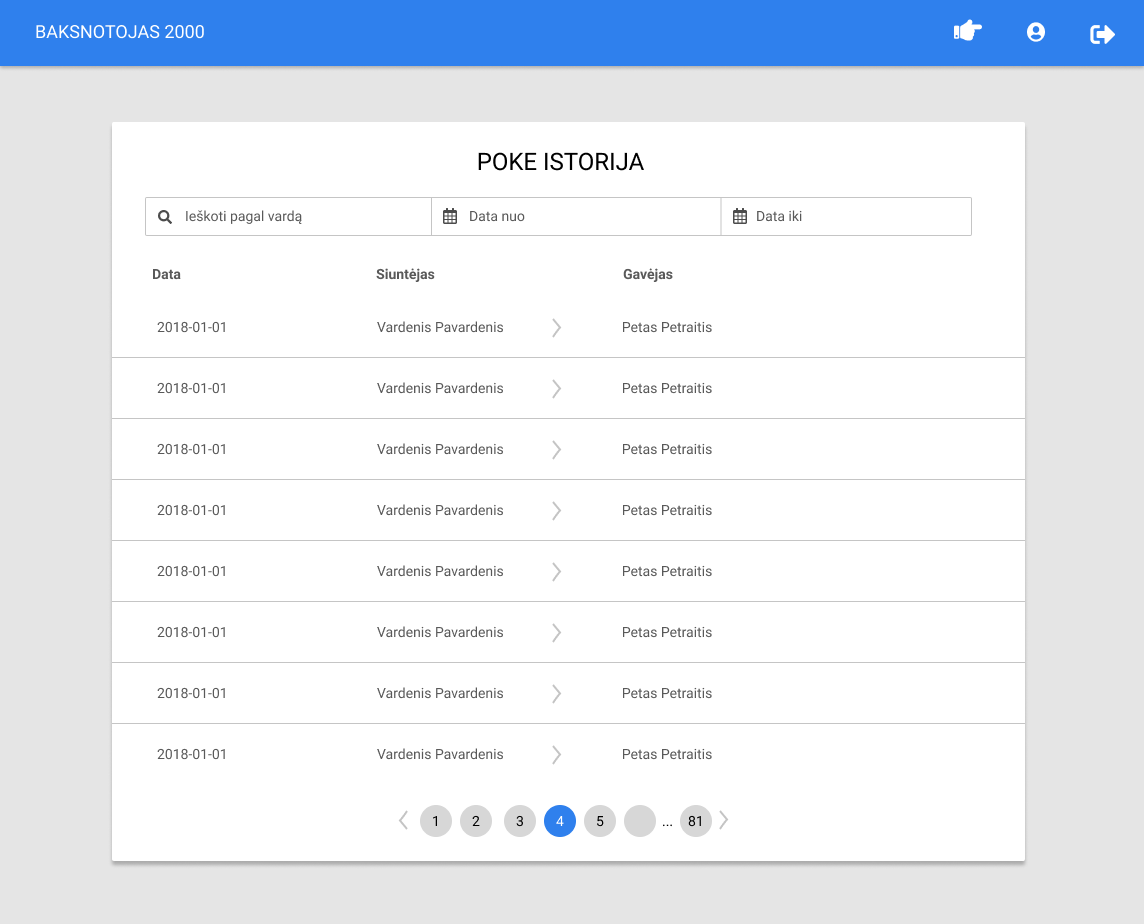 BAKSNOTOJAS 2000
POKE ISTORIJA
Ieškoti pagal vardą Data nuo Data iki
Data Siuntėjas Gavėjas
2018-01-01 Vardenis Pavardenis Petas Petraitis
2018-01-01 Vardenis Pavardenis Petas Petraitis
2018-01-01 Vardenis Pavardenis Petas Petraitis
2018-01-01 Vardenis Pavardenis Petas Petraitis
2018-01-01 Vardenis Pavardenis Petas Petraitis
2018-01-01 Vardenis Pavardenis Petas Petraitis
2018-01-01 Vardenis Pavardenis Petas Petraitis
2018-01-01 Vardenis Pavardenis Petas Petraitis
1 2 3 4 5 ... 81